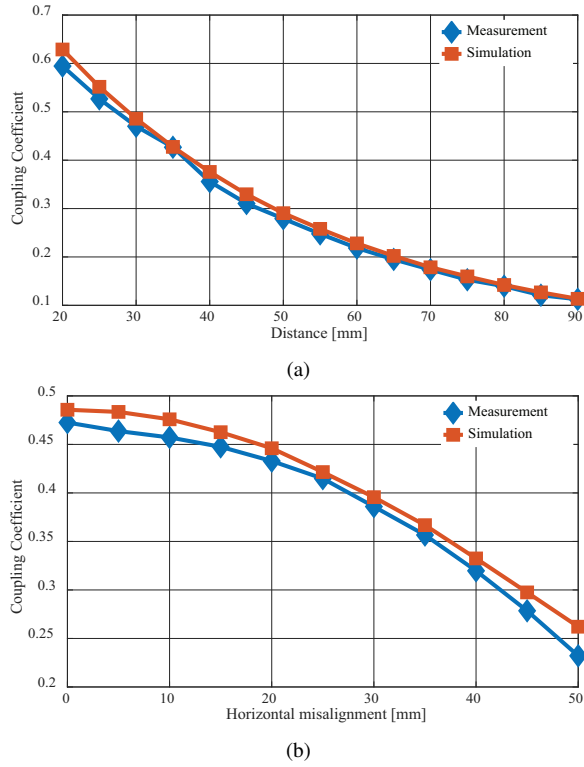 0.7
Measurement
Simulation
0.6
0.5
0.4
0.3
0.2
0.1
Coupling Coefficient
20 30 40 50 60 70 80 90
Distance [mm]
(a)
0.5
Measurement
Simulation
0.45
0.4
0.35
0.3
0.25
0.2
Coupling Coefficient
0 10 20 30 40 50
Horizontal misalignment [mm]
(b)